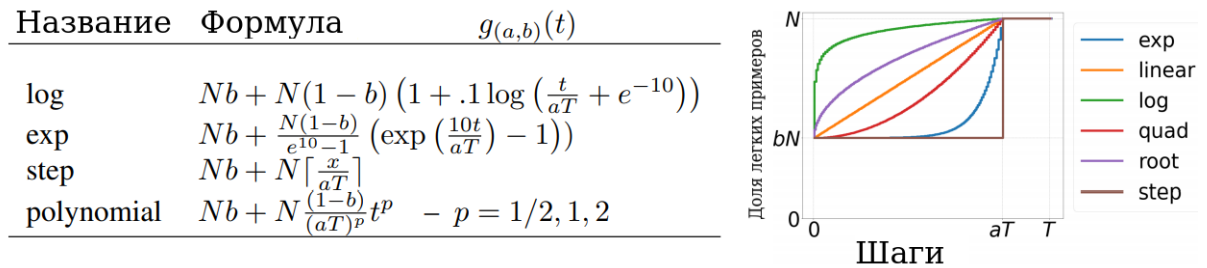 Название Формула g_{(a,b)}(t)
log Nb + N(1 − b) (1 + .1 log (t/aT + e^{−10}))
exp Nb + N(1−b)/e^{10}−1 (exp (10t/aT) − 1))
step Nb + N⌈x/aT⌉
polynomial Nb + N (1−b)/(aT)^p t^p – p = 1/2, 1, 2
Доля легких примеров
N
bN
0
0 aT T
Шаги
exp
linear
log
quad
root
step